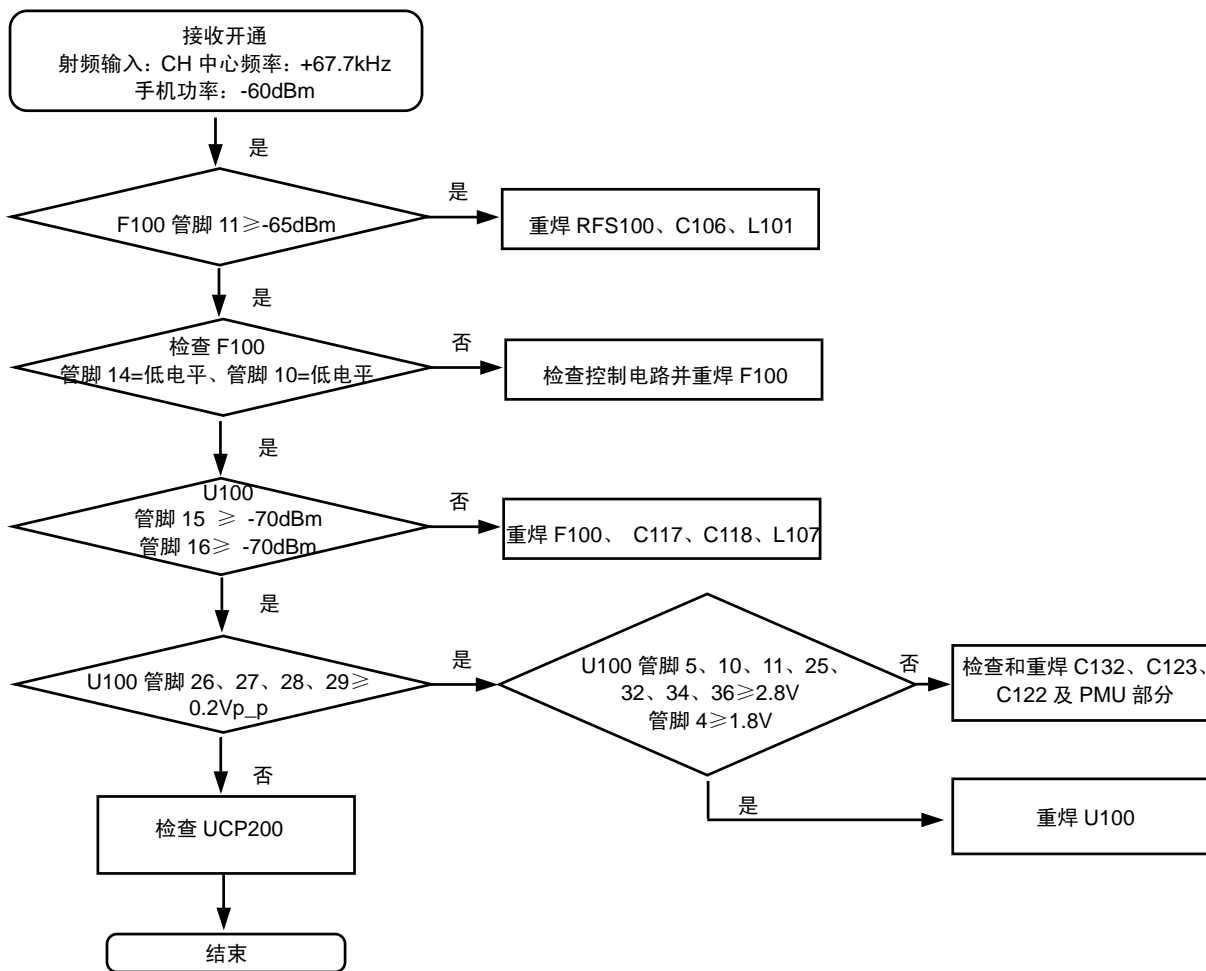 接收开通
射频输入：CH 中心频率：+67.7kHz
手机功率：-60dBm
是
F100 管脚 11≥-65dBm
是
重焊 RFS100、C106、L101
是
检查 F100
管脚 14=低电平、管脚 10=低电平
否
检查控制电路并重焊 F100
是
U100
管脚 15 ≥ -70dBm
管脚 16≥ -70dBm
否
重焊 F100、 C117、C118、L107
是
U100 管脚 26、27、28、29≥
0.2Vp_p
是
U100 管脚 5、10、11、25、
32、34、36≥2.8V
管脚 4≥1.8V
否
检查和重焊 C132、C123、
C122 及 PMU 部分
是
重焊 U100
否
检查 UCP200
结束